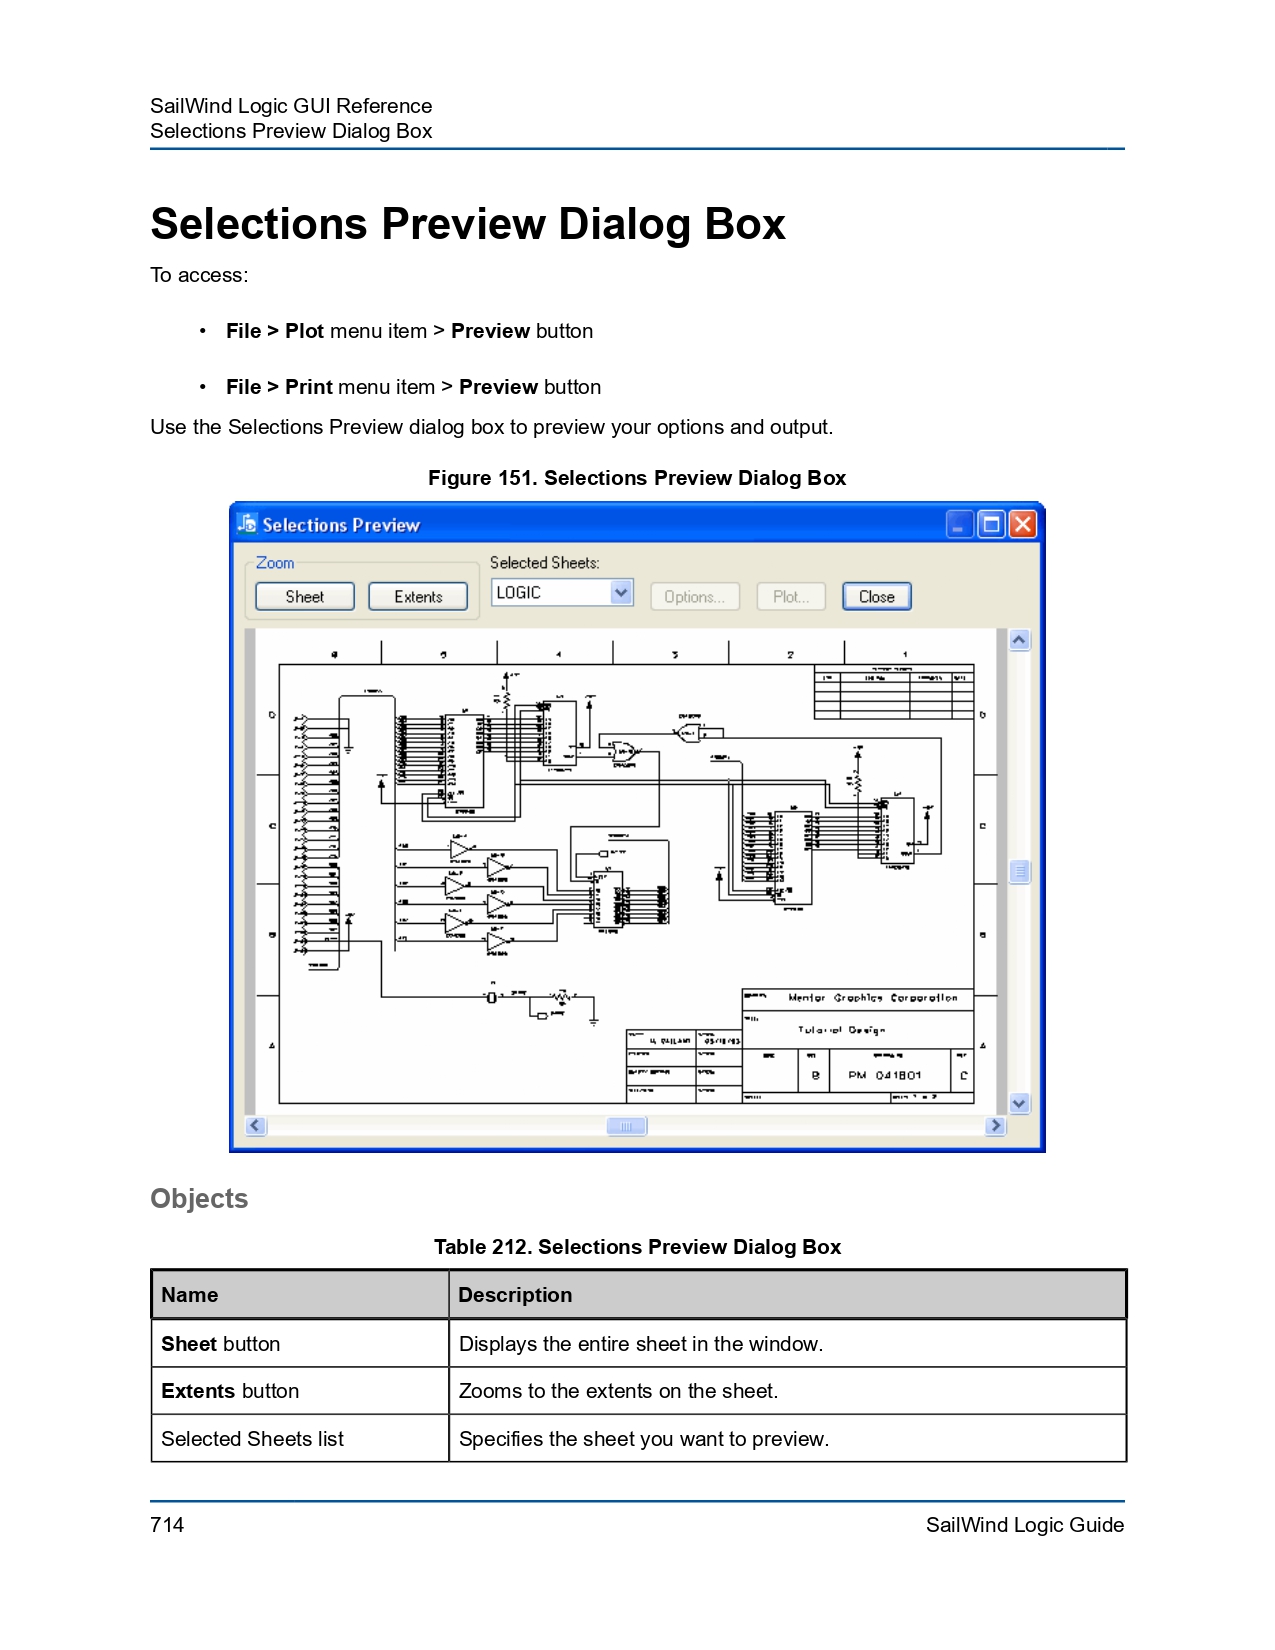 SailWind Logic GUI Reference
Selections Preview Dialog Box
Selections Preview Dialog Box
To access:
• File > Plot menu item > Preview button
• File > Print menu item > Preview button
Use the Selections Preview dialog box to preview your options and output.
Figure 151. Selections Preview Dialog Box
Selections Preview
Zoom
Selected Sheets:
Sheet
Extents
LOGIC
Options...
Plot...
Close
4
3
2
1
Mentor Graphics Corporation
Tutorial Design
B
PM 041801
C
Objects
Table 212. Selections Preview Dialog Box
Name Description
Sheet button Displays the entire sheet in the window.
Extents button Zooms to the extents on the sheet.
Selected Sheets list Specifies the sheet you want to preview.
714 SailWind Logic Guide